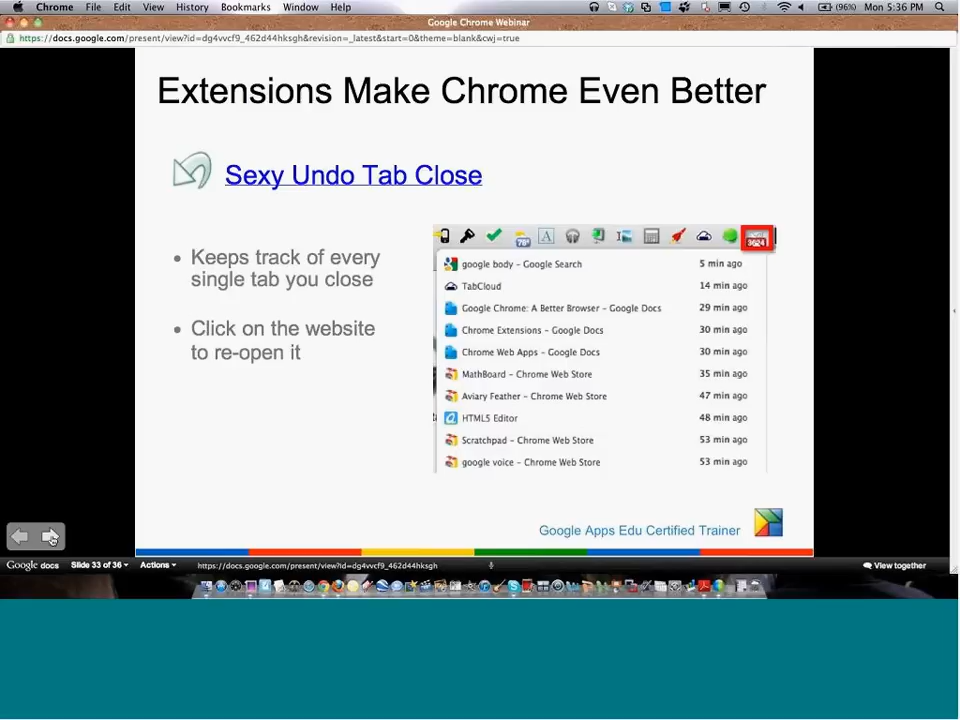 Chrome File Edit View History Bookmarks Window Help (96%) Mon 5:36 PM
Google Chrome Webinar
https://docs.google.com/present/view?id=dg4vvcf9_462d44hksgh&revision=_latest&start=0&theme=blank&cwj=true
Extensions Make Chrome Even Better
Sexy Undo Tab Close
• Keeps track of every
single tab you close
• Click on the website
to re-open it
76° A 3624
google body - Google Search 5 min ago
TabCloud 14 min ago
Google Chrome: A Better Browser - Google Docs 29 min ago
Chrome Extensions - Google Docs 30 min ago
Chrome Web Apps - Google Docs 30 min ago
MathBoard - Chrome Web Store 35 min ago
Aviary Feather - Chrome Web Store 47 min ago
HTML5 Editor 48 min ago
Scratchpad - Chrome Web Store 53 min ago
google voice - Chrome Web Store 53 min ago
Google Apps Edu Certified Trainer
Google docs Slide 33 of 36 Actions https://docs.google.com/present/view?id=dg4vvcf9_462d44hksgh View together